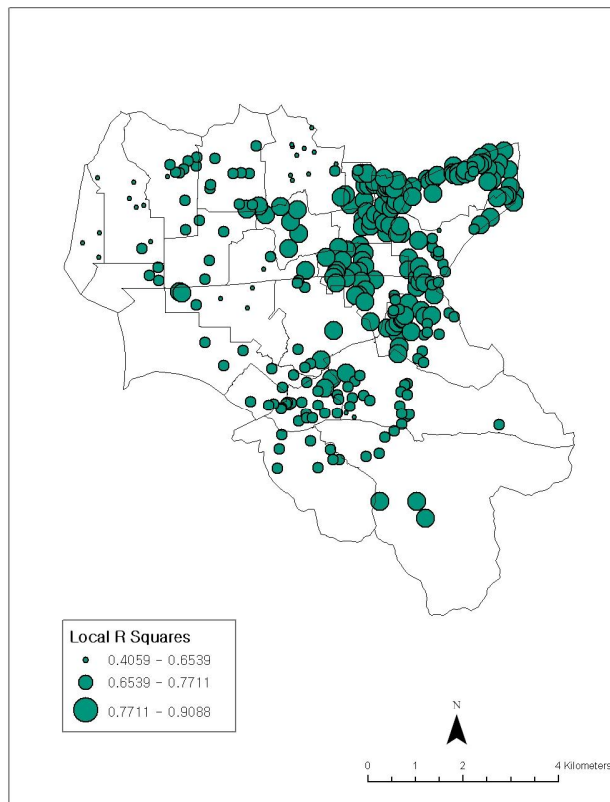 Local R Squares
0.4059 - 0.6539
0.6539 - 0.7711
0.7711 - 0.9088
N
0 1 2 4 Kilometers